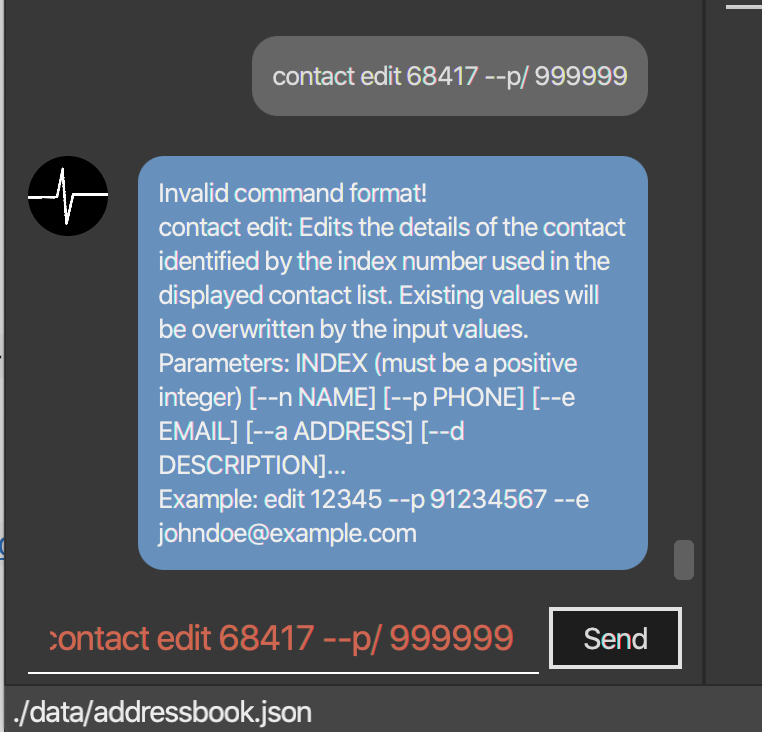 contact edit 68417 --p/ 999999
Invalid command format!
contact edit: Edits the details of the contact
identified by the index number used in the
displayed contact list. Existing values will
be overwritten by the input values.
Parameters: INDEX (must be a positive
integer) [--n NAME] [--p PHONE] [--e
EMAIL] [--a ADDRESS] [--d
DESCRIPTION]...
Example: edit 12345 --p 91234567 --e
johndoe@example.com
contact edit 68417 --p/ 999999
Send
./data/addressbook.json